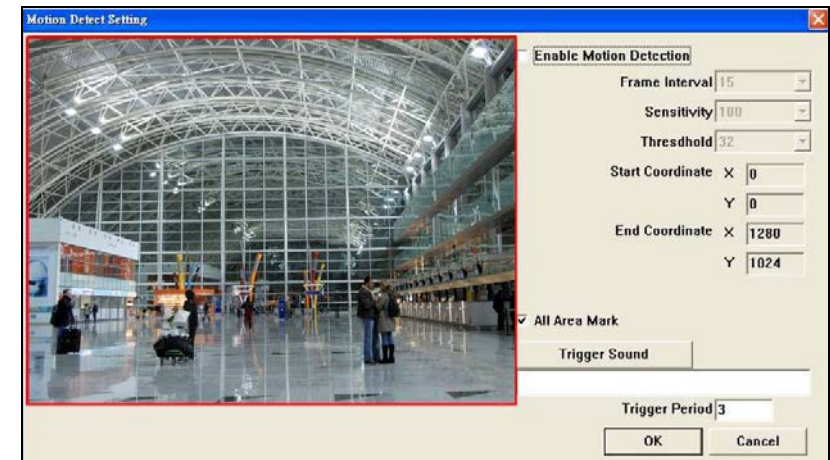 Motion Detect Setting
Enable Motion Detection
Frame Interval 15
Sensitivity 100
Thresdhold 32
Start Coordinate X 0
Y 0
End Coordinate X 1280
Y 1024
All Area Mark
Trigger Sound
Trigger Period 3
OK Cancel